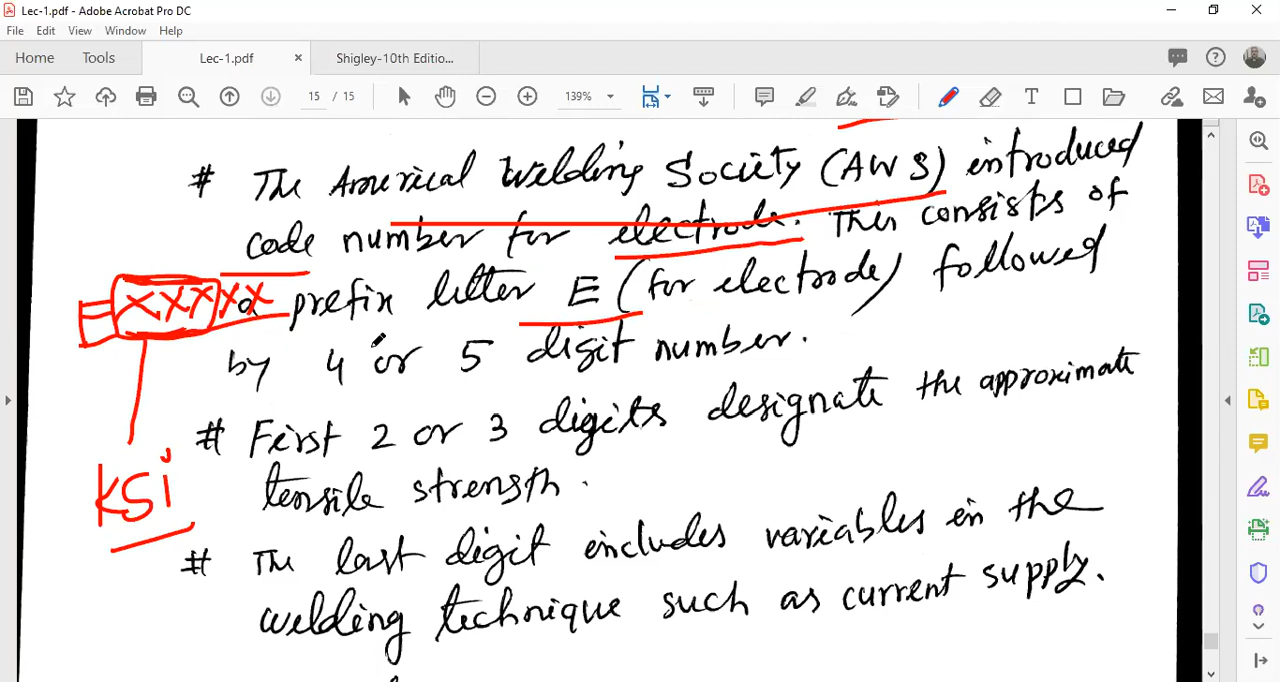 Lec-1.pdf - Adobe Acrobat Pro DC
File Edit View Window Help
Home Tools Lec-1.pdf × Shigley-10th Editio...
15 / 15 139%
# The Americal Welding Society (AWS) introduced
code number for electrode. This consists of
E XXXXX a prefix letter E (for electrode) followed
by 4 or 5 digit number.
# First 2 or 3 digits designate the approximate
tensile strength.
KSi
# The last digit includes variables in the
welding technique such as current supply.